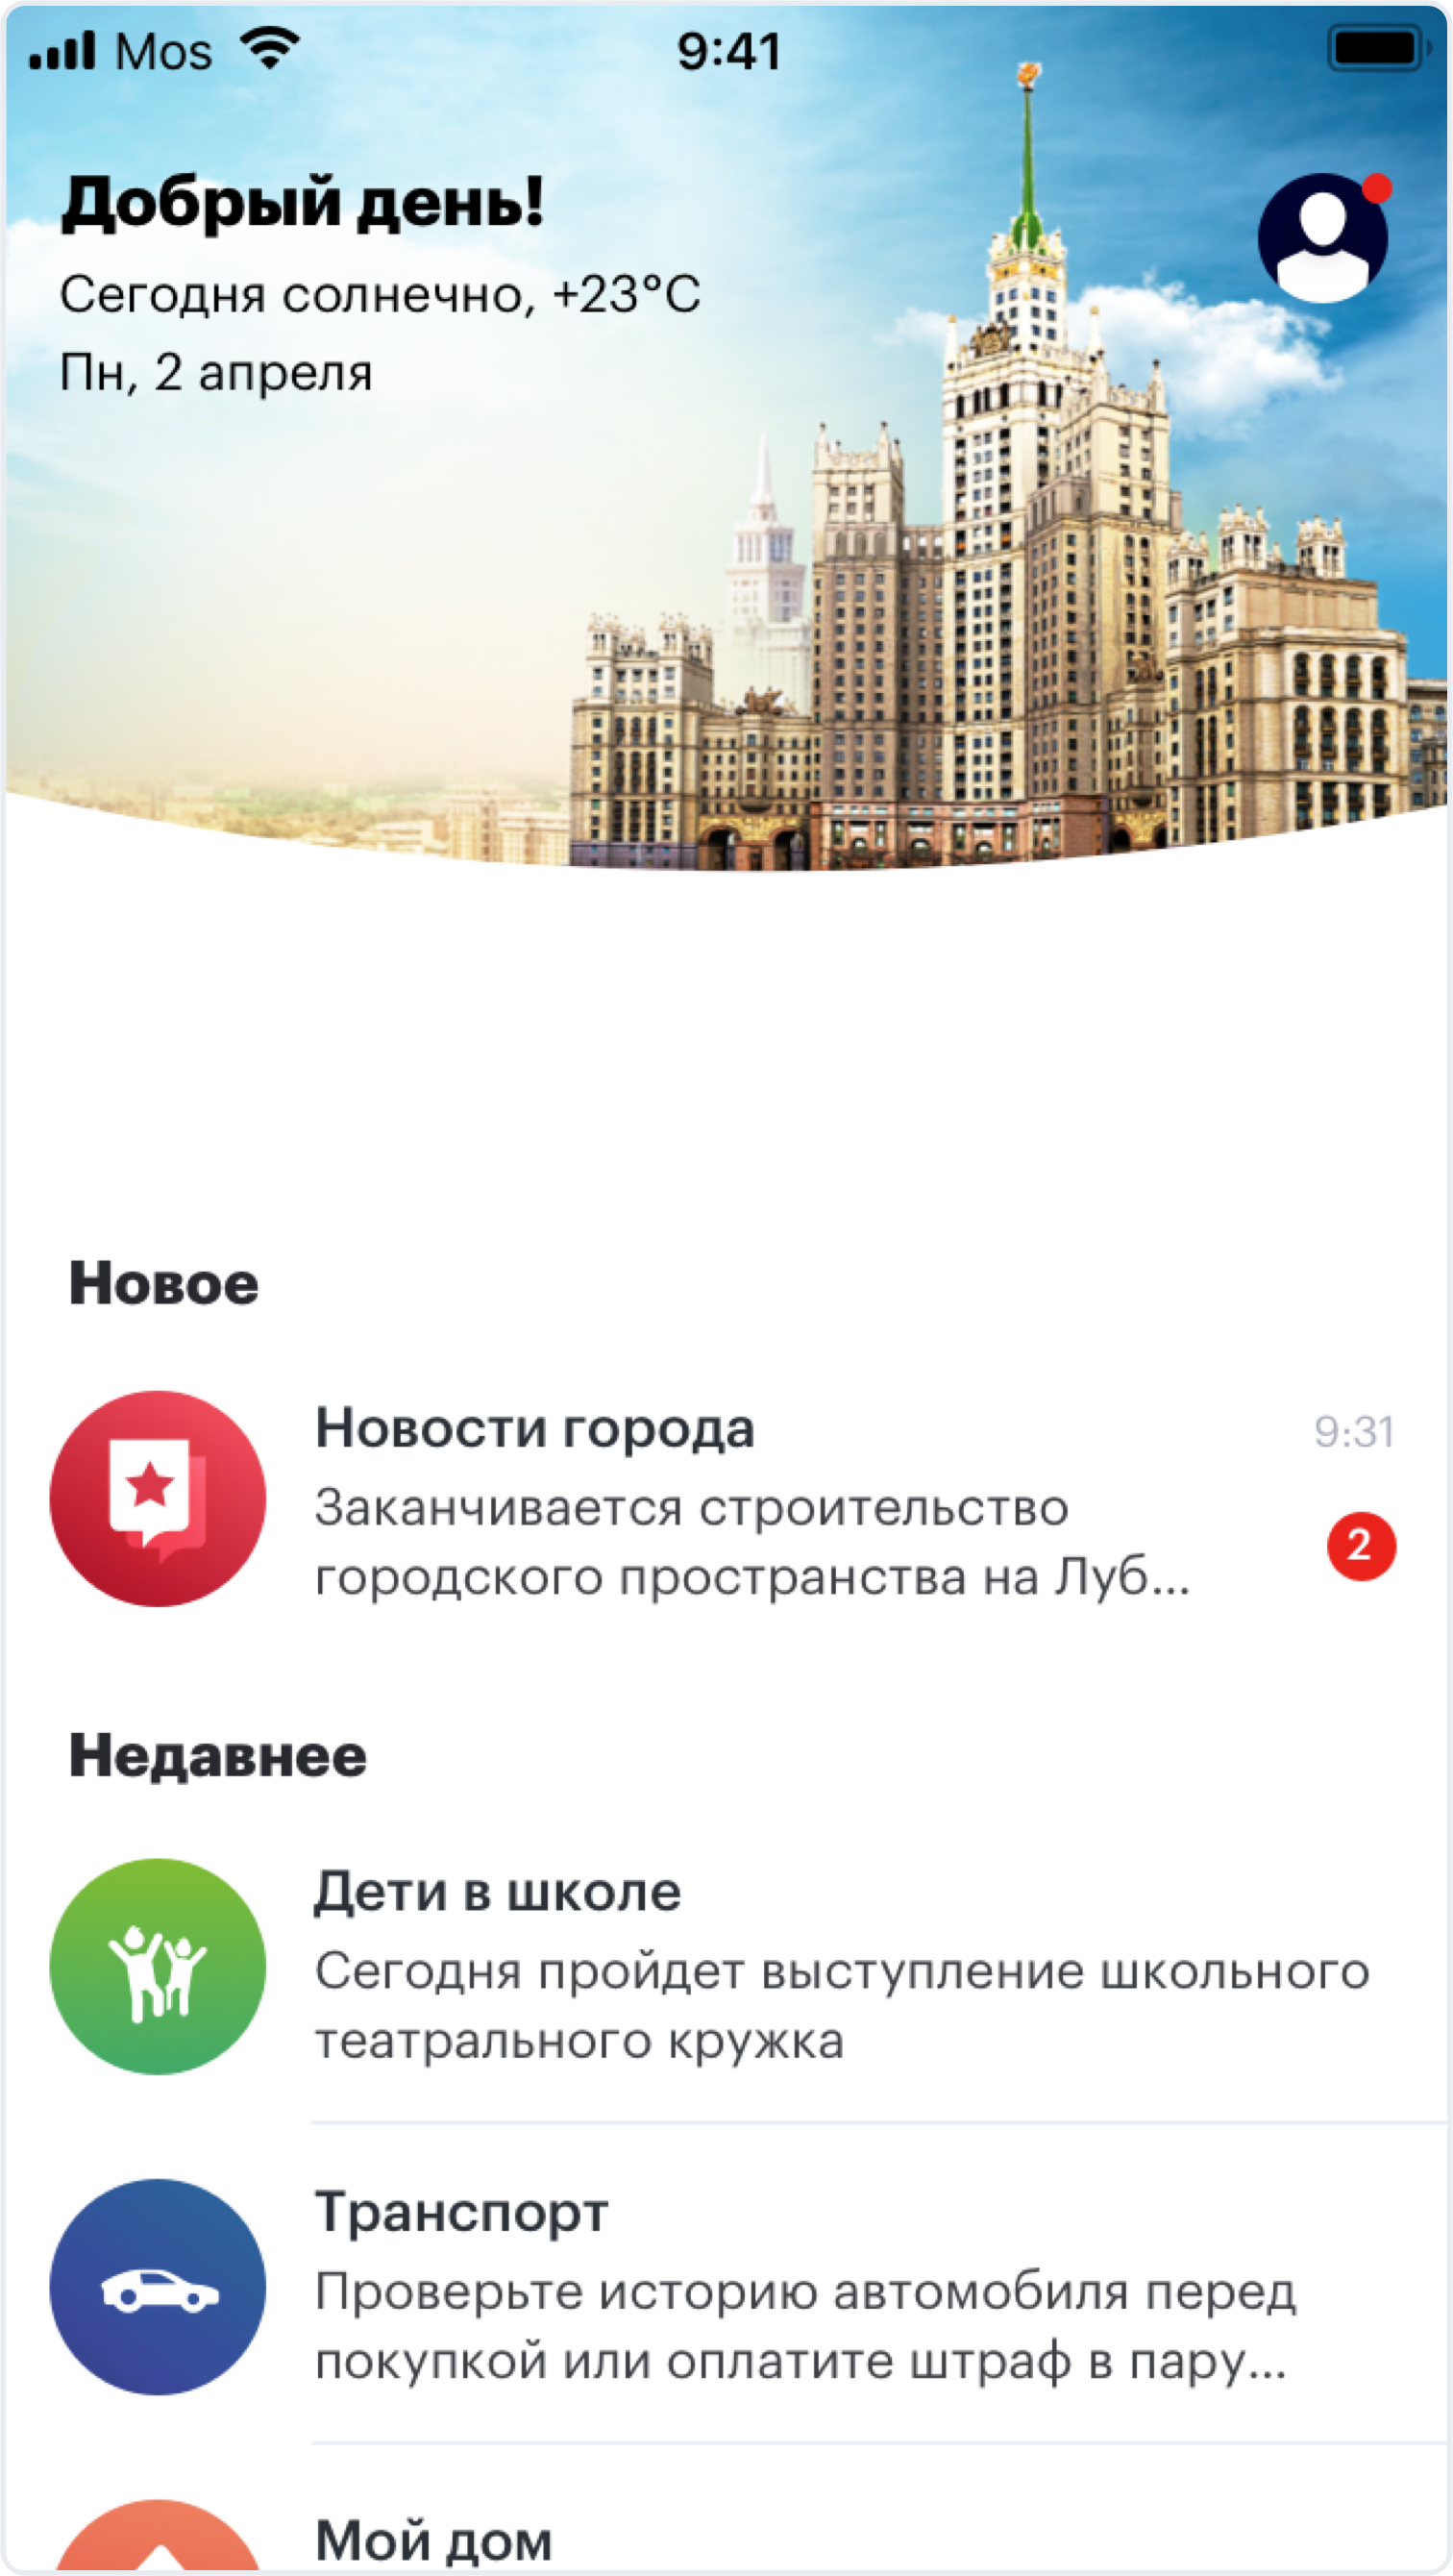 Mos
9:41
Добрый день!
Сегодня солнечно, +23°C
Пн, 2 апреля
Новое
Новости города
9:31
Заканчивается строительство
городского пространства на Луб...
2
Недавнее
Дети в школе
Сегодня пройдет выступление школьного
театрального кружка
Транспорт
Проверьте историю автомобиля перед
покупкой или оплатите штраф в пару...
Мой дом